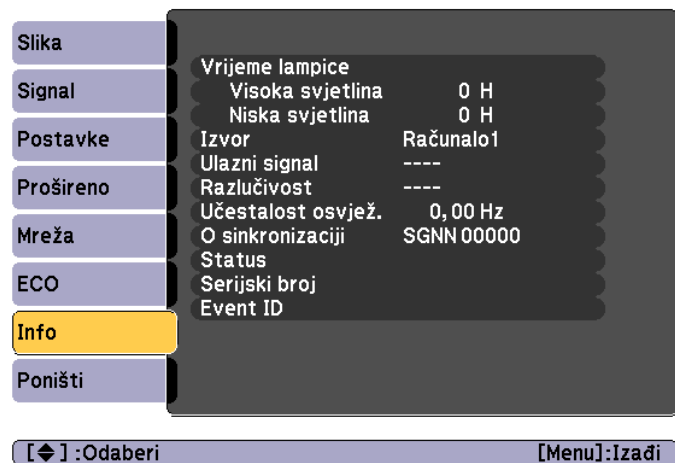 Slika
Signal
Postavke
Prošireno
Mreža
ECO
Info
Poništi
Vrijeme lampice
Visoka svjetlina 0 H
Niska svjetlina 0 H
Izvor Računalo1
Ulazni signal ----
Razlučivost ----
Učestalost osvjež. 0,00 Hz
O sinkronizaciji SGNN 00000
Status
Serijski broj
Event ID
[◆] :Odaberi [Menu]:Izađi